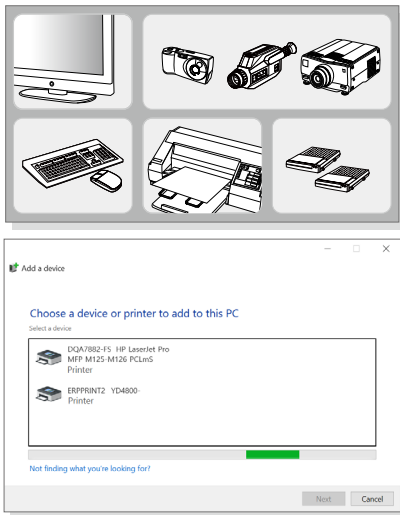 Add a device
Choose a device or printer to add to this PC
Select a device
DQA7882-F5 HP LaserJet Pro
MFP M125-M126 PCLmS
Printer
ERPPRINT2 YD4800-
Printer
Not finding what you're looking for?
Next
Cancel